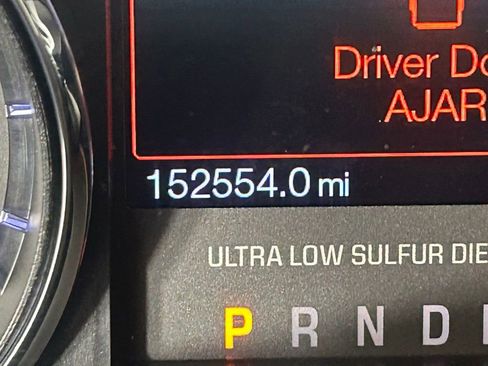 Driver Do
AJAR
152554.0 mi
ULTRA LOW SULFUR DIE
P R N D